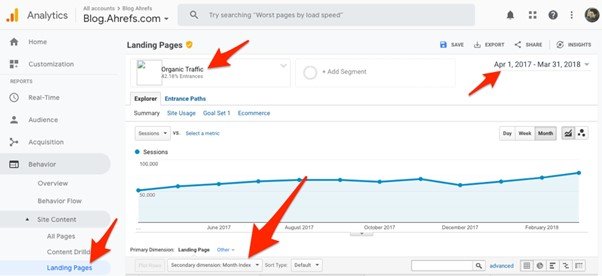 Analytics
All accounts > Blog Ahrefs
Blog.Ahrefs.com
Try searching "Worst pages by load speed"
Home
Customization
REPORTS
Real-Time
Audience
Acquisition
Behavior
Overview
Behavior Flow
Site Content
All Pages
Content Drilld
Landing Pages
Landing Pages
SAVE
EXPORT
SHARE
INSIGHTS
Organic Traffic
42.18% Entrances
+ Add Segment
Apr 1, 2017 - Mar 31, 2018
Explorer
Entrance Paths
Summary
Site Usage
Goal Set 1
Ecommerce
Sessions
VS.
Select a metric
Day
Week
Month
Sessions
100,000
50,000
...
June 2017
August 2017
October 2017
December 2017
February 2018
Primary Dimension:
Landing Page
Other
Plot Rows
Secondary dimension: Month Index
Sort Type:
Default
advanced